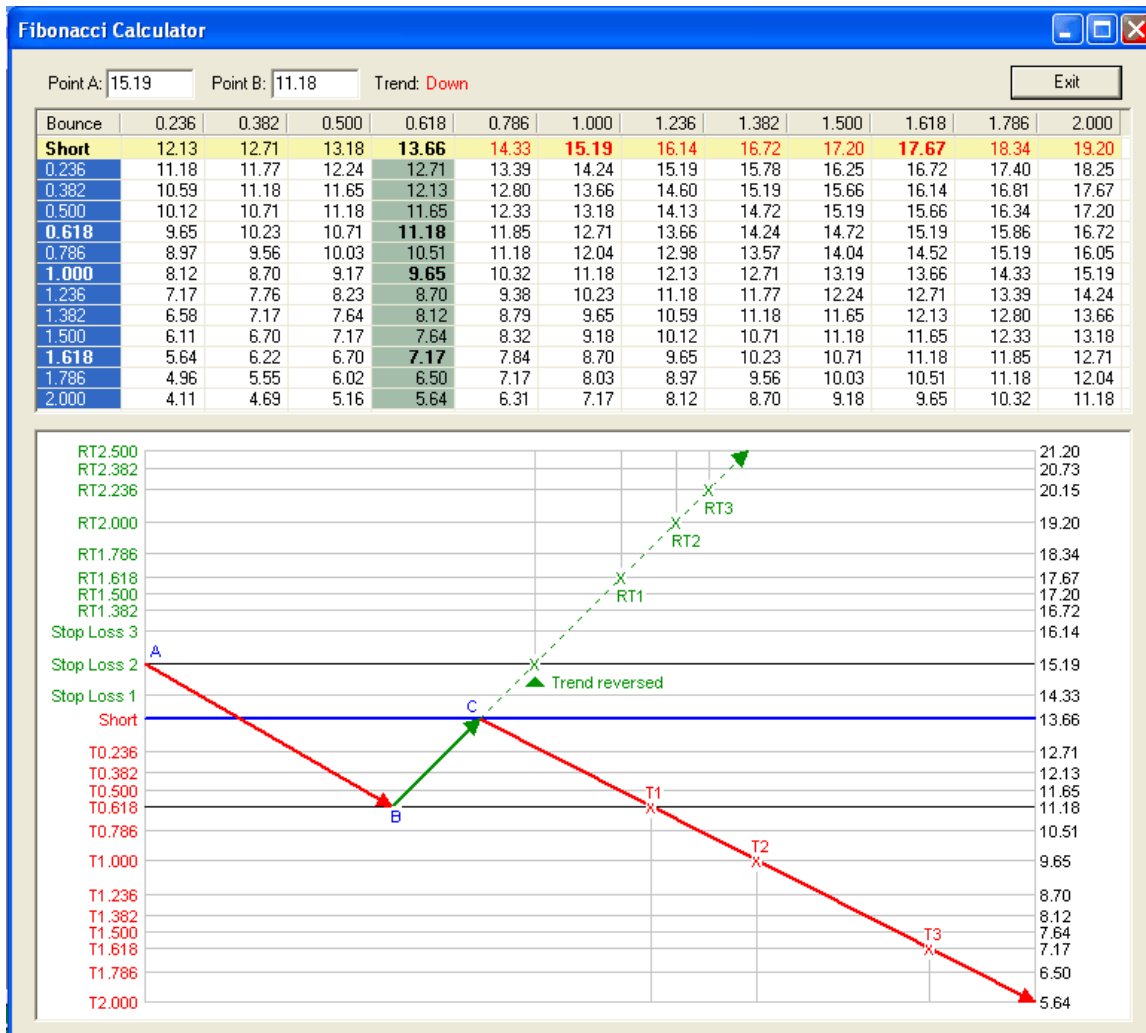 Fibonacci Calculator
Point A: 15.19 Point B: 11.18 Trend: Down Exit
Bounce 0.236 0.382 0.500 0.618 0.786 1.000 1.236 1.382 1.500 1.618 1.786 2.000
Short 12.13 12.71 13.18 13.66 14.33 15.19 16.14 16.72 17.20 17.67 18.34 19.20
0.236 11.18 11.77 12.24 12.71 13.39 14.24 15.19 15.78 16.25 16.72 17.40 18.25
0.382 10.59 11.18 11.65 12.13 12.80 13.66 14.60 15.19 15.66 16.14 16.81 17.67
0.500 10.12 10.71 11.18 11.65 12.33 13.18 14.13 14.72 15.19 15.66 16.34 17.20
0.618 9.65 10.23 10.71 11.18 11.85 12.71 13.66 14.24 14.72 15.19 15.86 16.72
0.786 8.97 9.56 10.03 10.51 11.18 12.04 12.98 13.57 14.04 14.52 15.19 16.05
1.000 8.12 8.70 9.17 9.65 10.32 11.18 12.13 12.71 13.19 13.66 14.33 15.19
1.236 7.17 7.76 8.23 8.70 9.38 10.23 11.18 11.77 12.24 12.71 13.39 14.24
1.382 6.58 7.17 7.64 8.12 8.79 9.65 10.59 11.18 11.65 12.13 12.80 13.66
1.500 6.11 6.70 7.17 7.64 8.32 9.18 10.12 10.71 11.18 11.65 12.33 13.18
1.618 5.64 6.22 6.70 7.17 7.84 8.70 9.65 10.23 10.71 11.18 11.85 12.71
1.786 4.96 5.55 6.02 6.50 7.17 8.03 8.97 9.56 10.03 10.51 11.18 12.04
2.000 4.11 4.69 5.16 5.64 6.31 7.17 8.12 8.70 9.18 9.65 10.32 11.18
RT2.500 21.20
RT2.382 20.73
RT2.236 X 20.15
RT3
RT2.000 X 19.20
RT2
RT1.786 18.34
RT1.618 X 17.67
RT1.500 RT1 17.20
RT1.382 16.72
Stop Loss 3 16.14
A
Stop Loss 2 X 15.19
Trend reversed
Stop Loss 1 14.33
C
Short 13.66
T0.236 12.71
T0.382 12.13
T0.500 T1 11.65
T0.618 X 11.18
B
T0.786 10.51
T2
T1.000 X 9.65
T1.236 8.70
T1.382 8.12
T1.500 T3 7.64
T1.618 X 7.17
T1.786 6.50
T2.000 5.64